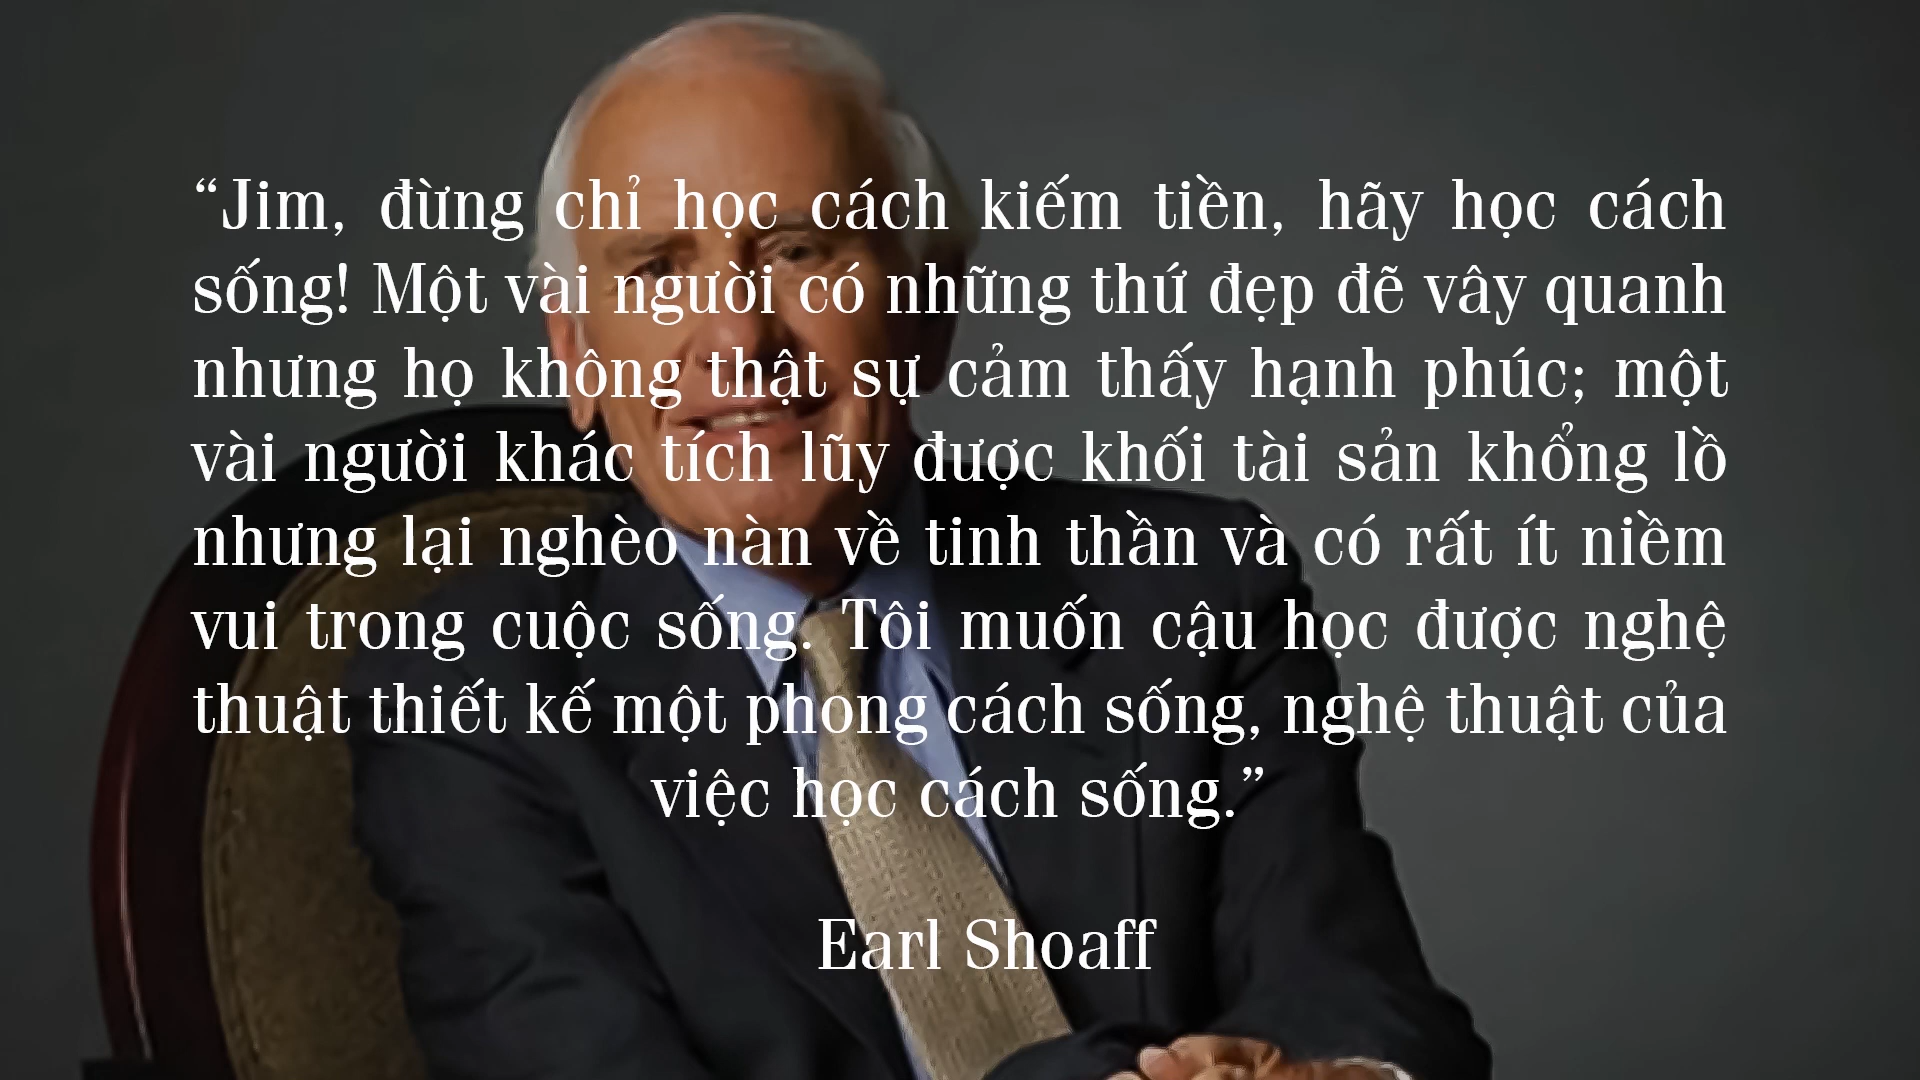 “Jim, đừng chỉ học cách kiếm tiền, hãy học cách
sống! Một vài người có những thứ đẹp đẽ vây quanh
nhưng họ không thật sự cảm thấy hạnh phúc; một
vài người khác tích lũy được khối tài sản khổng lồ
nhưng lại nghèo nàn về tinh thần và có rất ít niềm
vui trong cuộc sống. Tôi muốn cậu học được nghệ
thuật thiết kế một phong cách sống, nghệ thuật của
việc học cách sống.”
Earl Shoaff